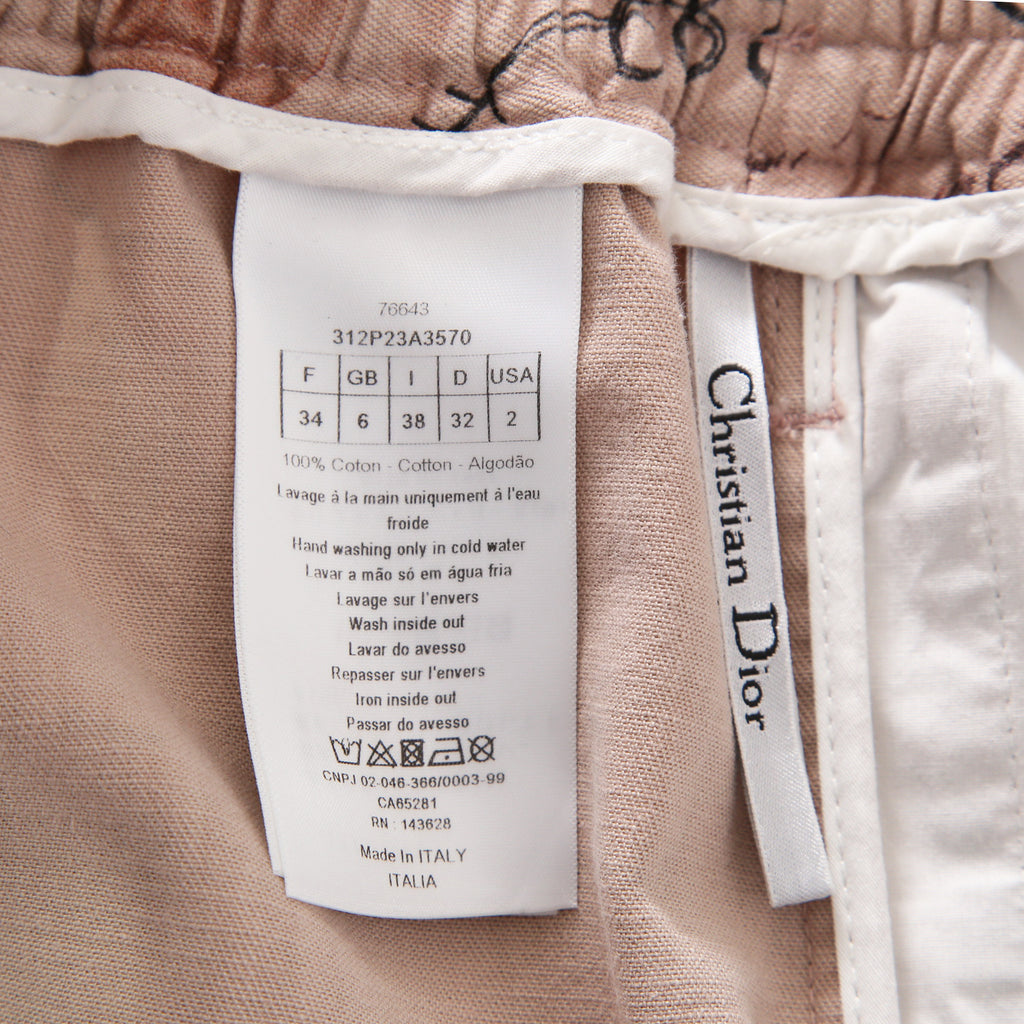 76643
312P23A3570
F GB I D USA
34 6 38 32 2
100% Coton - Cotton - Algodão
Lavage à la main uniquement á l'eau
froide
Hand washing only in cold water
Lavar a mão só em água fria
Lavage sur l'envers
Wash inside out
Lavar do avesso
Repasser sur l'envers
Iron inside out
Passar do avesso
CNPJ 02-046-366/0003-99
CA65281
RN : 143628
Made In ITALY
ITALIA
Christian Dior